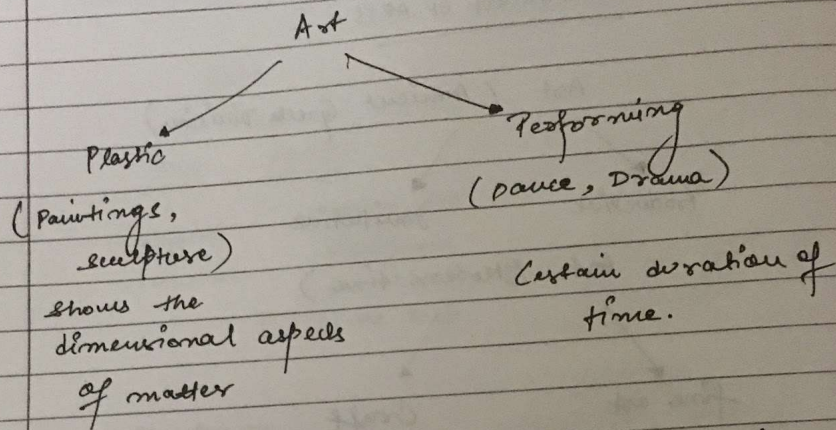 Art
Plastic
(Paintings,
sculpture)
shows the
dimensional aspects
of matter
Performing
(Dance, Drama)
Certain duration of
time.